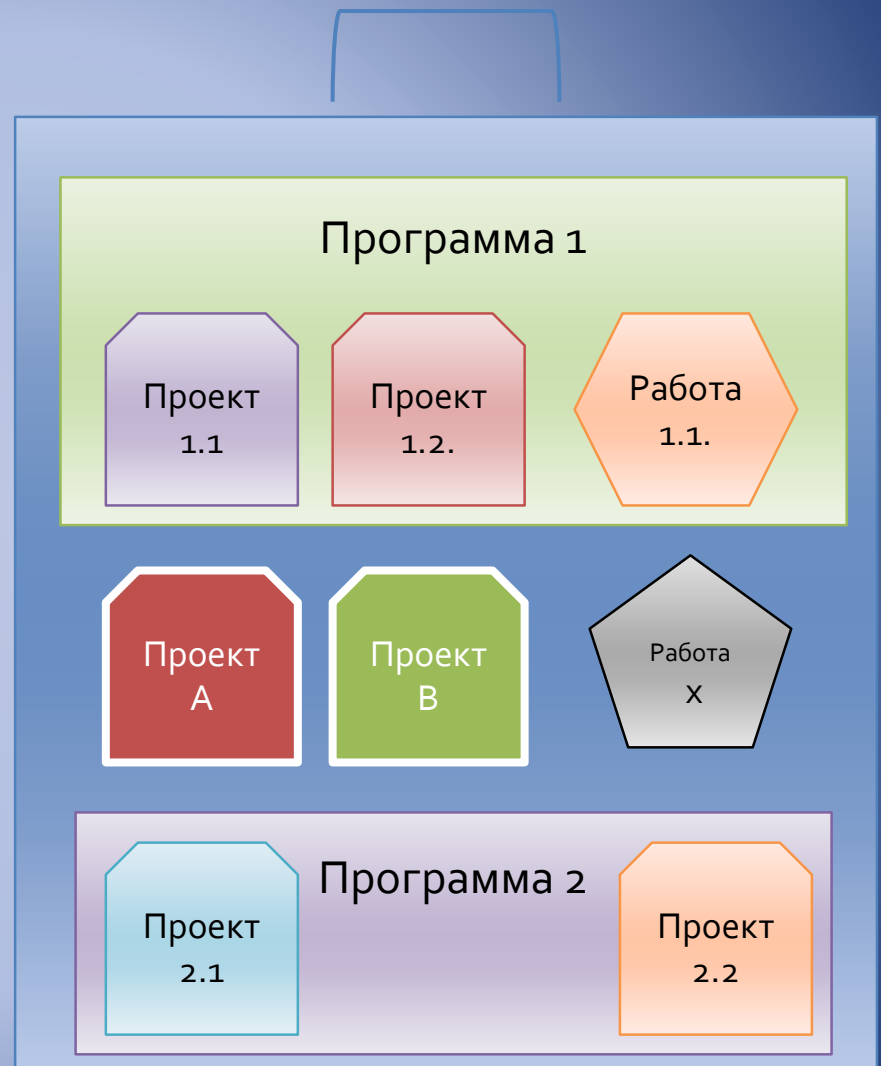 Программа 1
Проект
1.1
Проект
1.2.
Работа
1.1.
Проект
А
Проект
В
Работа
х
Программа 2
Проект
2.1
Проект
2.2